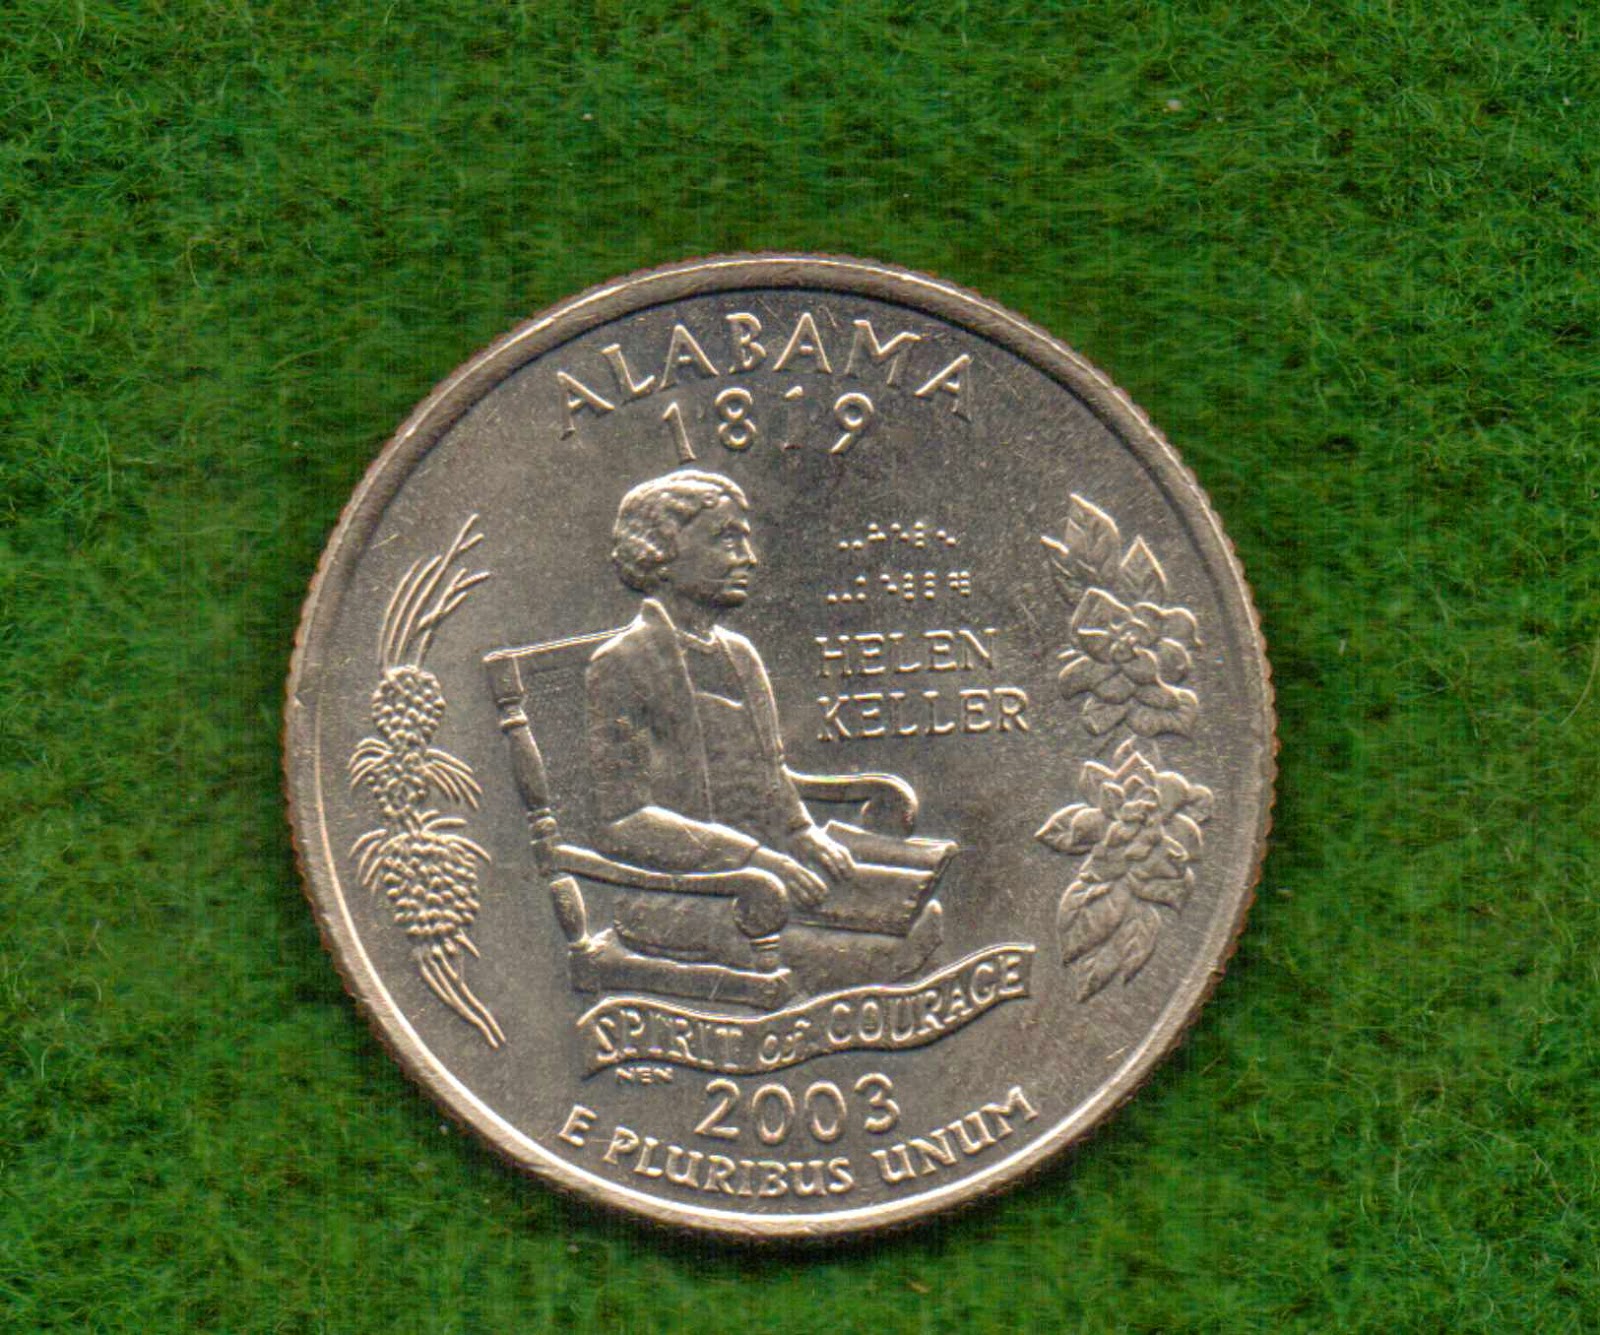 ALABAMA
1819
HELEN
KELLER
SPIRIT of COURAGE
NEN
2003
E PLURIBUS UNUM